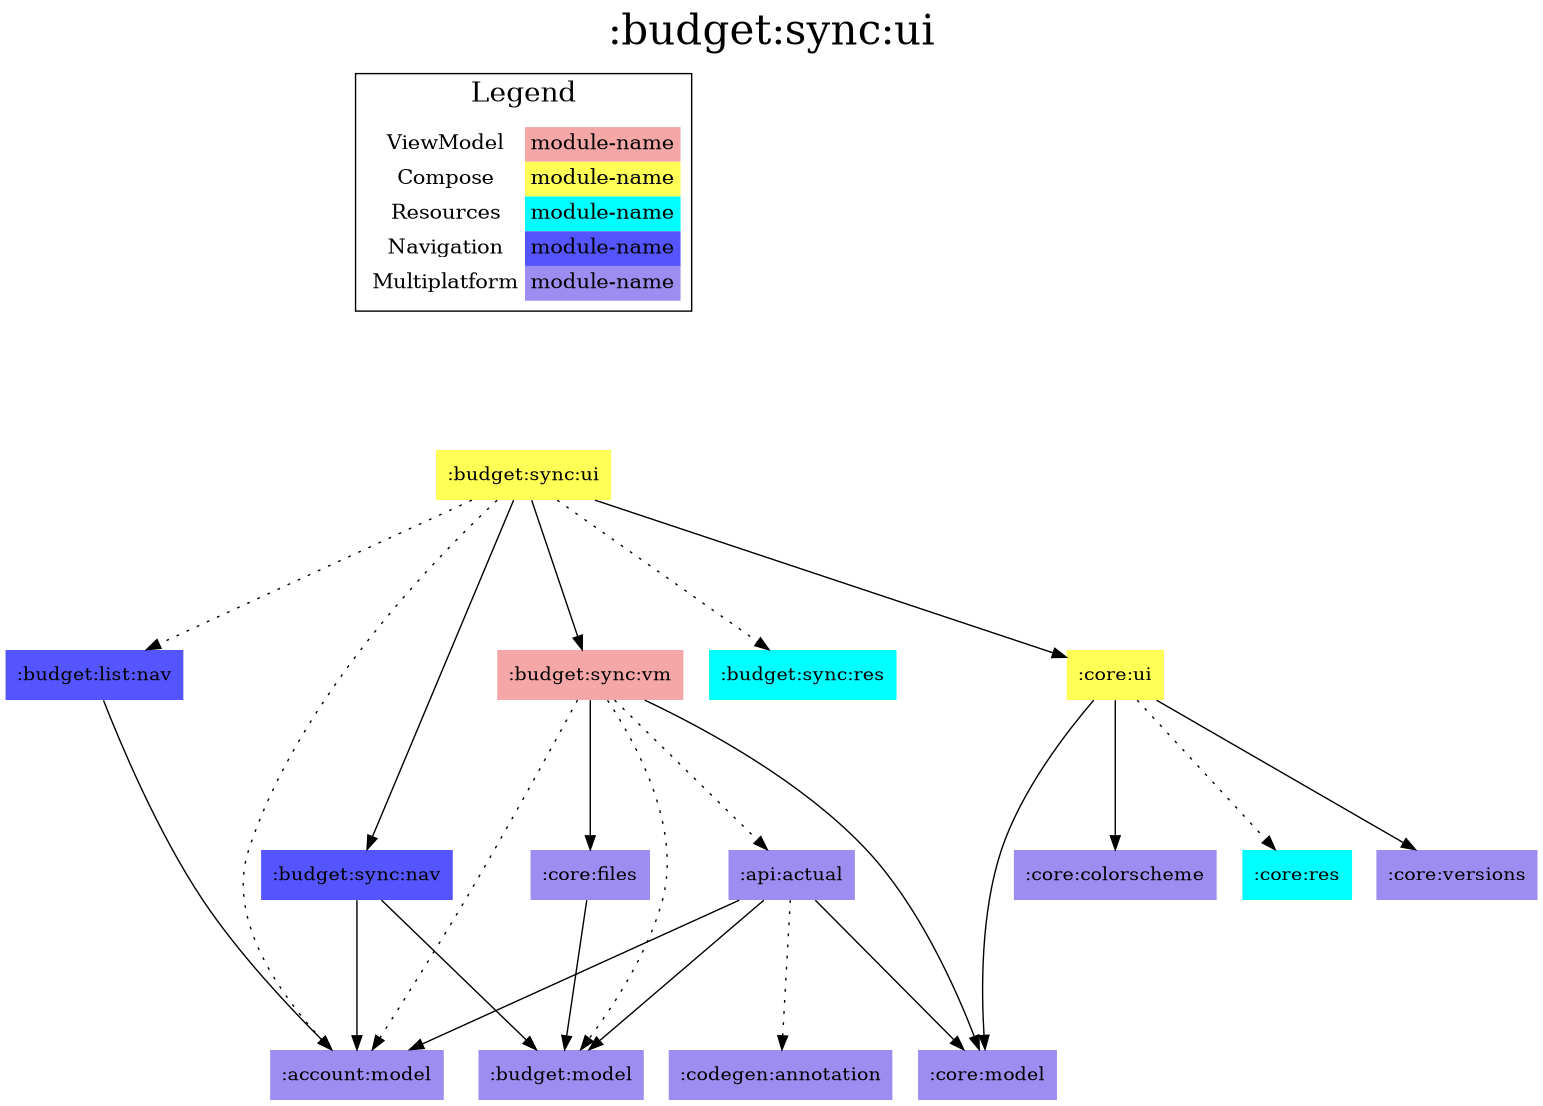 :budget:sync:ui
Legend
ViewModel module-name
Compose module-name
Resources module-name
Navigation module-name
Multiplatform module-name
:budget:sync:ui
:budget:list:nav
:budget:sync:vm
:budget:sync:res
:core:ui
:budget:sync:nav
:core:files
:api:actual
:core:colorscheme
:core:res
:core:versions
:account:model
:budget:model
:codegen:annotation
:core:model